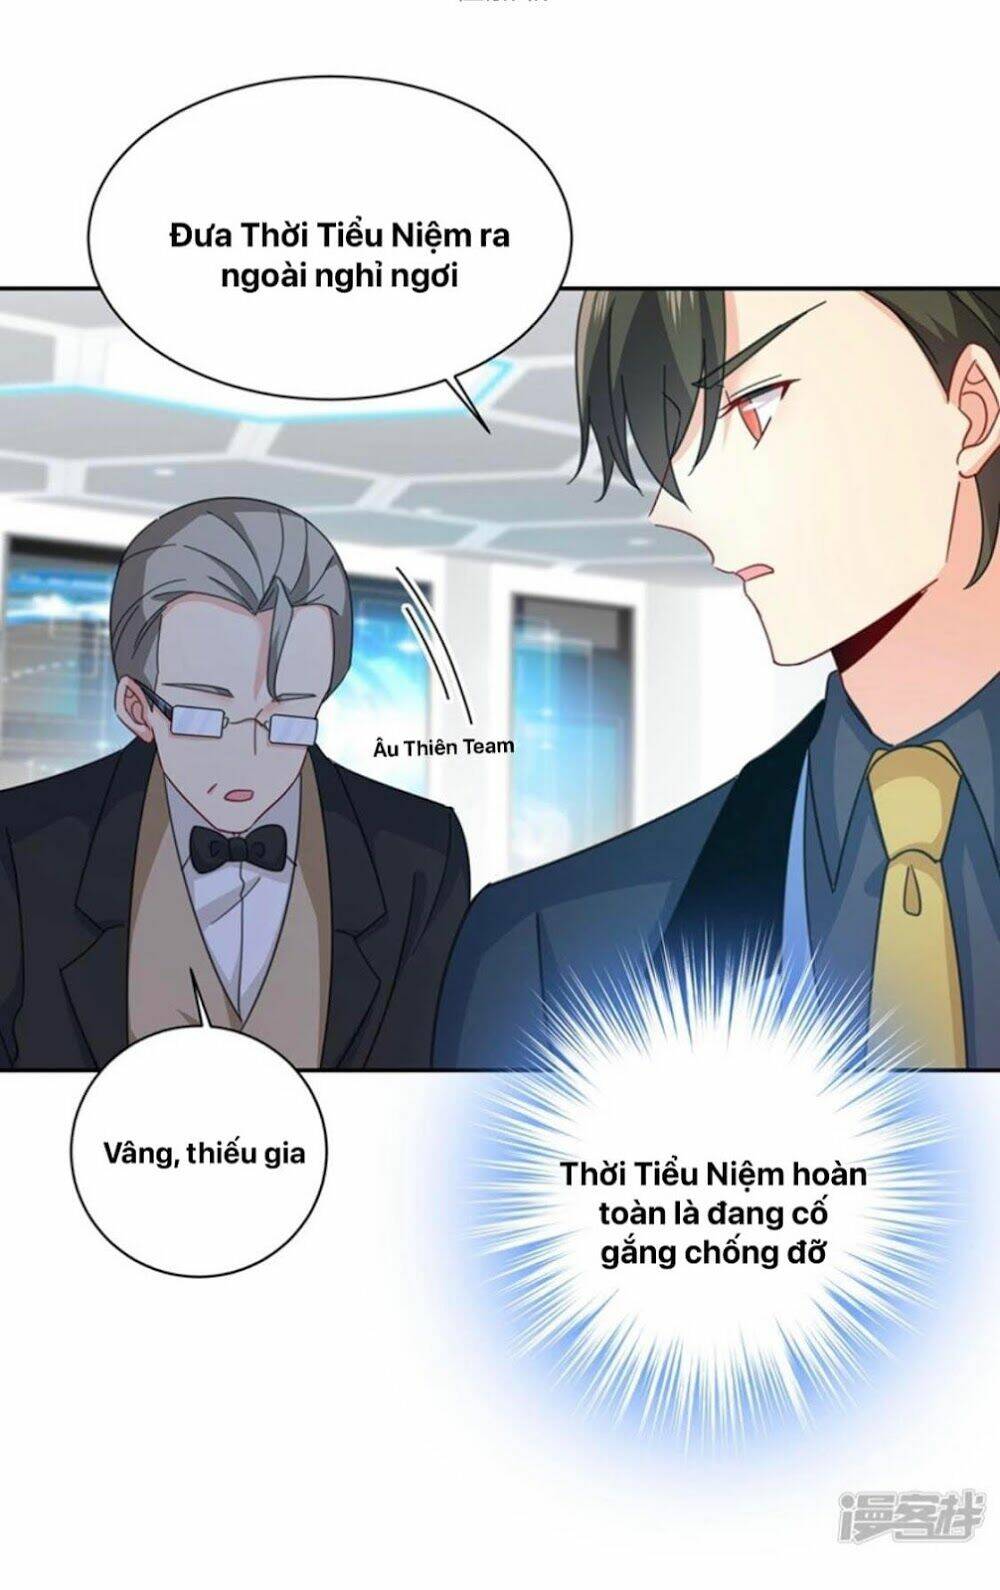 Đưa Thời Tiểu Niệm ra
ngoài nghỉ ngơi
Âu Thiên Team
Vâng, thiếu gia
Thời Tiểu Niệm hoàn
toàn là đang cố
gắng chống đỡ
漫客栈